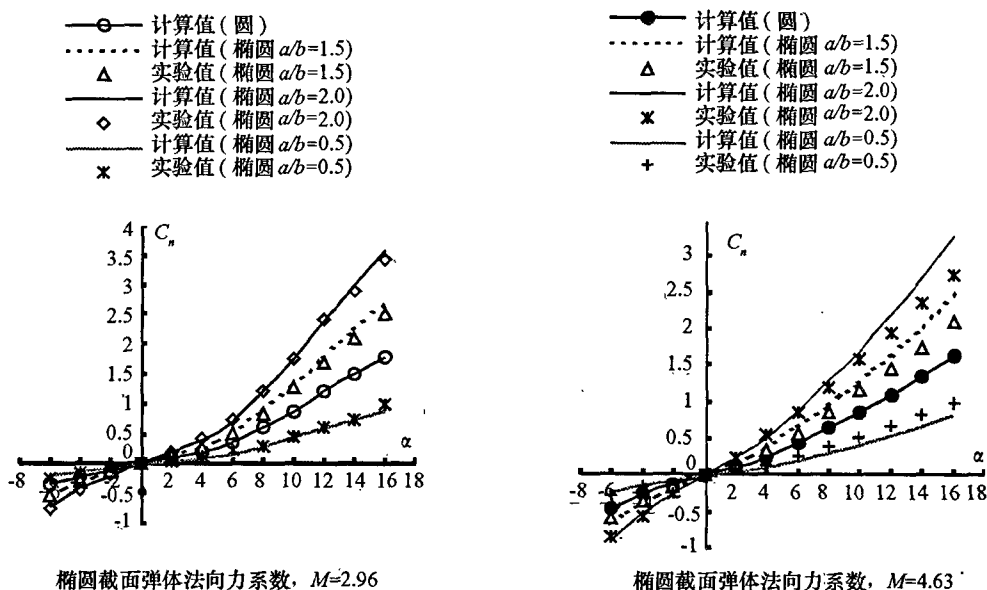 计算值(圆)
计算值(椭圆 a/b=1.5)
实验值(椭圆 a/b=1.5)
计算值(椭圆 a/b=2.0)
实验值(椭圆 a/b=2.0)
计算值(椭圆 a/b=0.5)
实验值(椭圆 a/b=0.5)
4
3.5
3
2.5
2
1.5
1
0.5
0
-0.5
-1
Cn
α
-8 -6 -4 -2 2 4 6 8 10 12 14 16 18
椭圆截面弹体法向力系数，M=2.96
计算值(圆)
计算值(椭圆 a/b=1.5)
实验值(椭圆 a/b=1.5)
计算值(椭圆 a/b=2.0)
实验值(椭圆 a/b=2.0)
计算值(椭圆 a/b=0.5)
实验值(椭圆 a/b=0.5)
3
2.5
2
1.5
1
0.5
0
-0.5
-1
Cn
α
-8 -6 2 4 6 8 10 12 14 16 18
椭圆截面弹体法向力系数，M=4.63